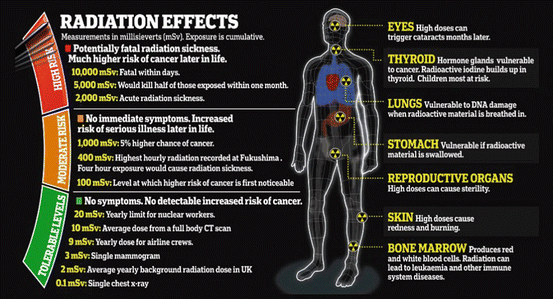 RADIATION EFFECTS
Measurements in millisieverts (mSv). Exposure is cumulative.
HIGH RISK
Potentially fatal radiation sickness.
Much higher risk of cancer later in life.
10,000 mSv: Fatal within days.
5,000 mSv: Would kill half of those exposed within one month.
2,000 mSv: Acute radiation sickness.
MODERATE RISK
No immediate symptoms. Increased
risk of serious illness later in life.
1,000 mSv: 5% higher chance of cancer.
400 mSv: Highest hourly radiation recorded at Fukushima.
Four hour exposure would cause radiation sickness.
100 mSv: Level at which higher risk of cancer is first noticeable
TOLERABLE LEVELS
No symptoms. No detectable increased risk of cancer.
20 mSv: Yearly limit for nuclear workers.
10 mSv: Average dose from a full body CT scan
9 mSv: Yearly dose for airline crews.
3 mSv: Single mammogram
2 mSv: Average yearly background radiation dose in UK
0.1 mSv: Single chest x-ray
EYES High doses can
trigger cataracts months later.
THYROID Hormone glands vulnerable
to cancer. Radioactive iodine builds up in
thyroid. Children most at risk.
LUNGS Vulnerable to DNA damage
when radioactive material is breathed in.
STOMACH Vulnerable if radioactive
material is swallowed.
REPRODUCTIVE ORGANS
High doses can cause sterility.
SKIN High doses cause
redness and burning.
BONE MARROW Produces red
and white blood cells. Radiation can
lead to leukaemia and other immune
system diseases.